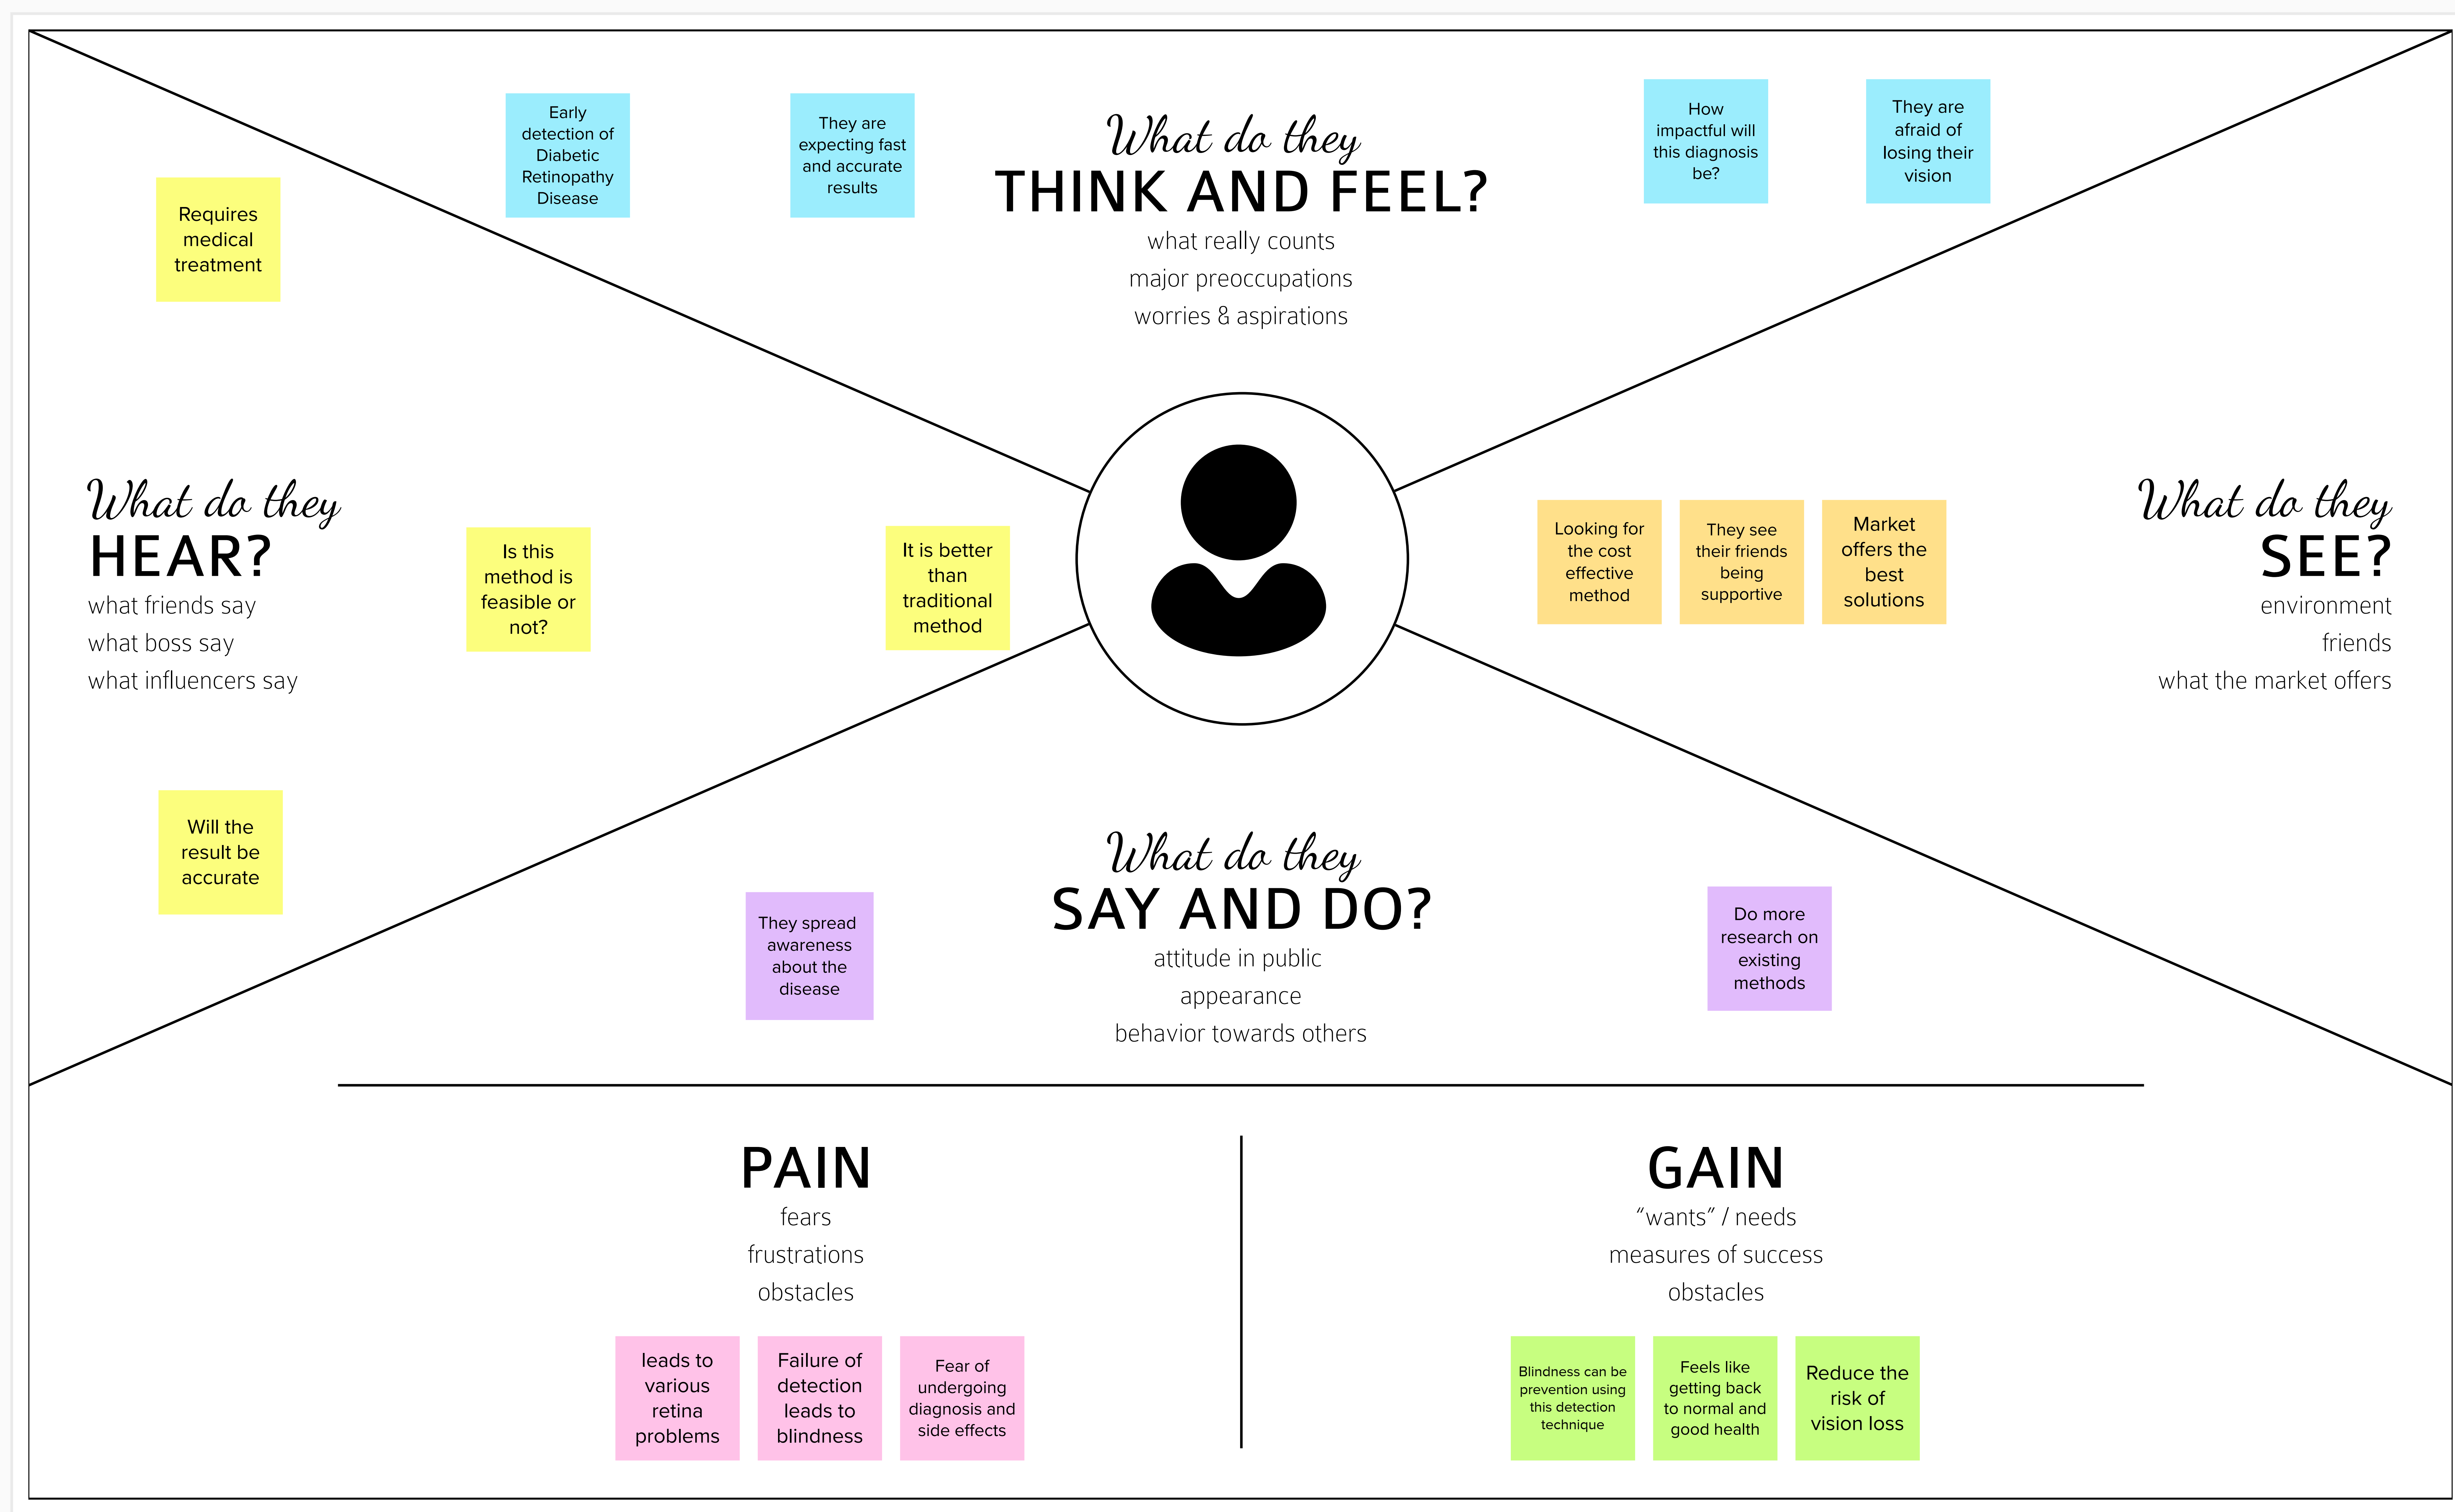 Early
detection of
Diabetic
Retinopathy
Disease
They are
expecting fast
and accurate
results
What do they
THINK AND FEEL?
what really counts
major preoccupations
worries & aspirations
How
impactful will
this diagnosis
be?
They are
afraid of
losing their
vision
Requires
medical
treatment
What do they
HEAR?
what friends say
what boss say
what influencers say
Is this
method is
feasible or
not?
It is better
than
traditional
method
Will the
result be
accurate
Looking for
the cost
effective
method
They see
their friends
being
supportive
Market
offers the
best
solutions
What do they
SEE?
environment
friends
what the market offers
They spread
awareness
about the
disease
What do they
SAY AND DO?
attitude in public
appearance
behavior towards others
Do more
research on
existing
methods
PAIN
fears
frustrations
obstacles
leads to
various
retina
problems
Failure of
detection
leads to
blindness
Fear of
undergoing
diagnosis and
side effects
GAIN
“wants” / needs
measures of success
obstacles
Blindness can be
prevention using
this detection
technique
Feels like
getting back
to normal and
good health
Reduce the
risk of
vision loss